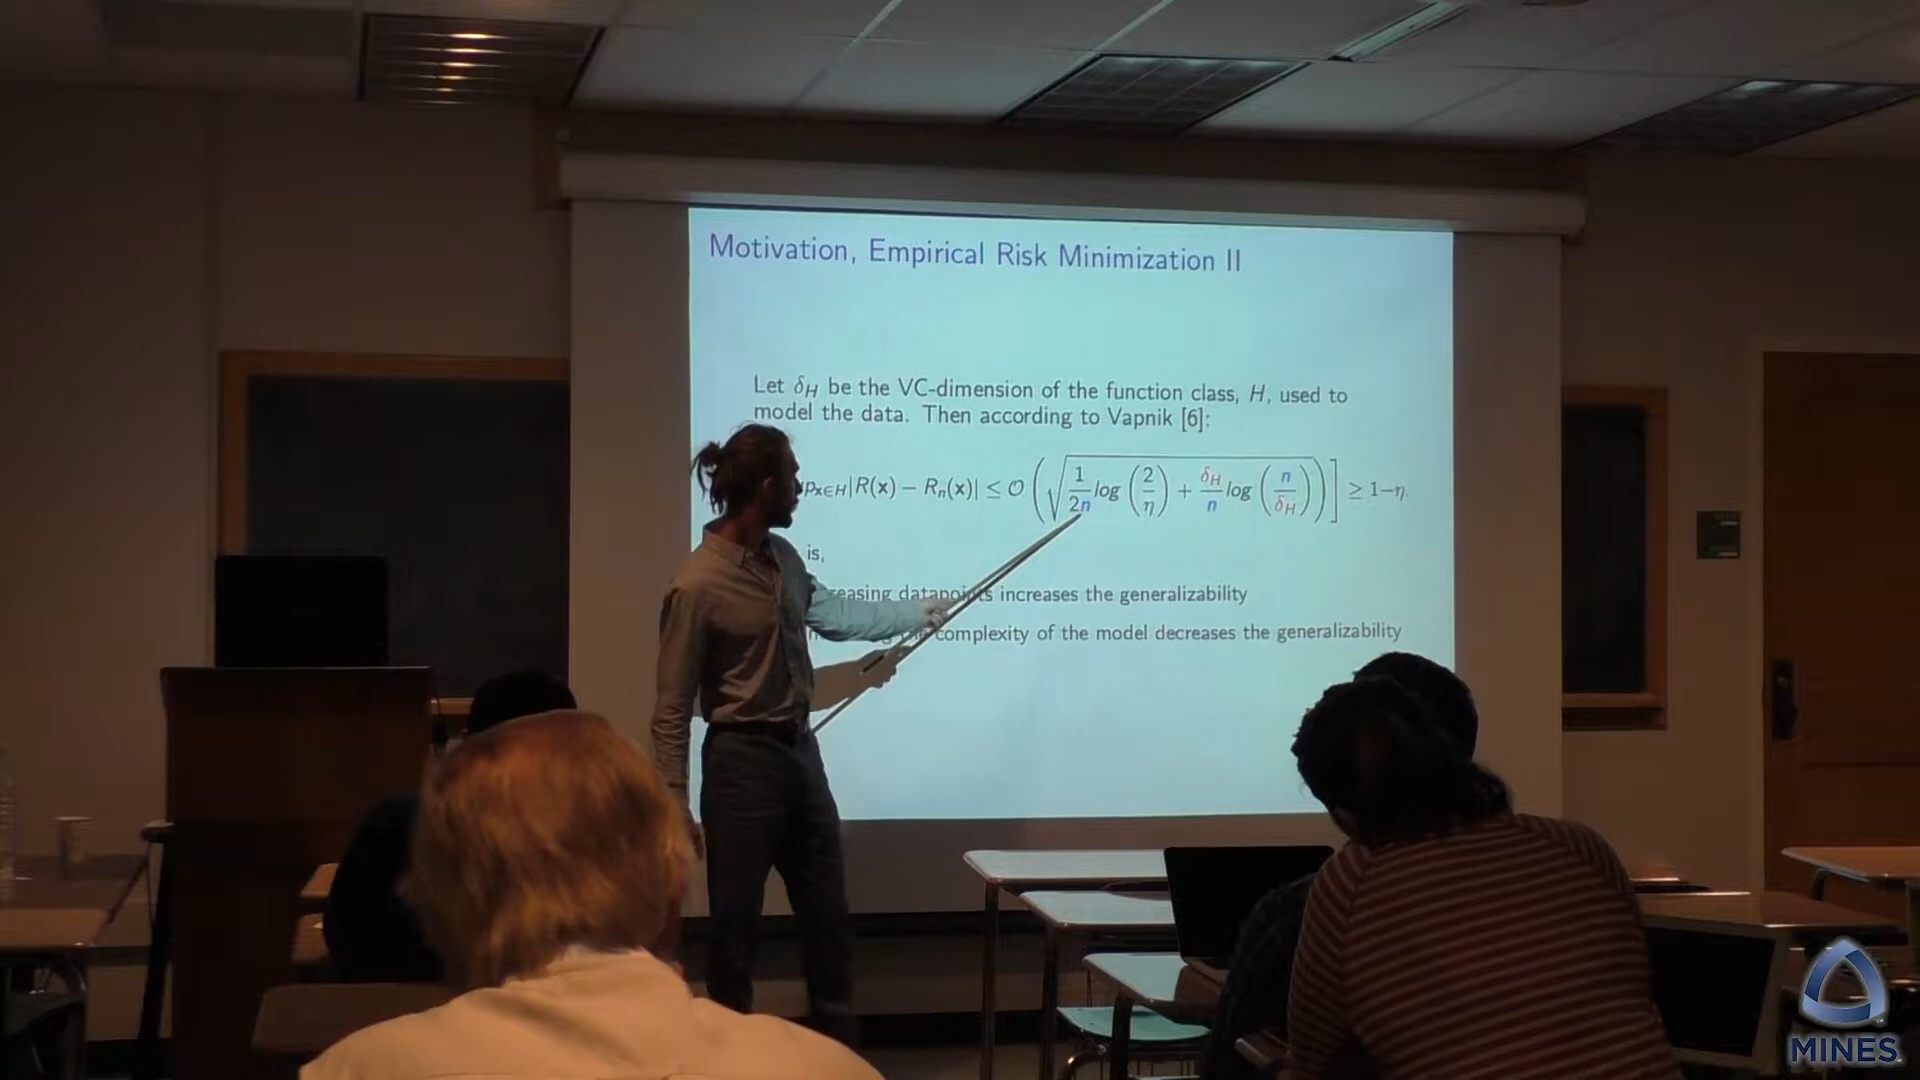 Motivation, Empirical Risk Minimization II
Let δ_H be the VC-dimension of the function class, H, used to
model the data. Then according to Vapnik [6]:
p_{x∈H}|R(x) − R_n(x)| ≤ O(√(1/2n log(2/η) + δ_H/n log(n/δ_H)))] ≥ 1−η.
is,
datapoints increases the generalizability
complexity of the model decreases the generalizability
MINES